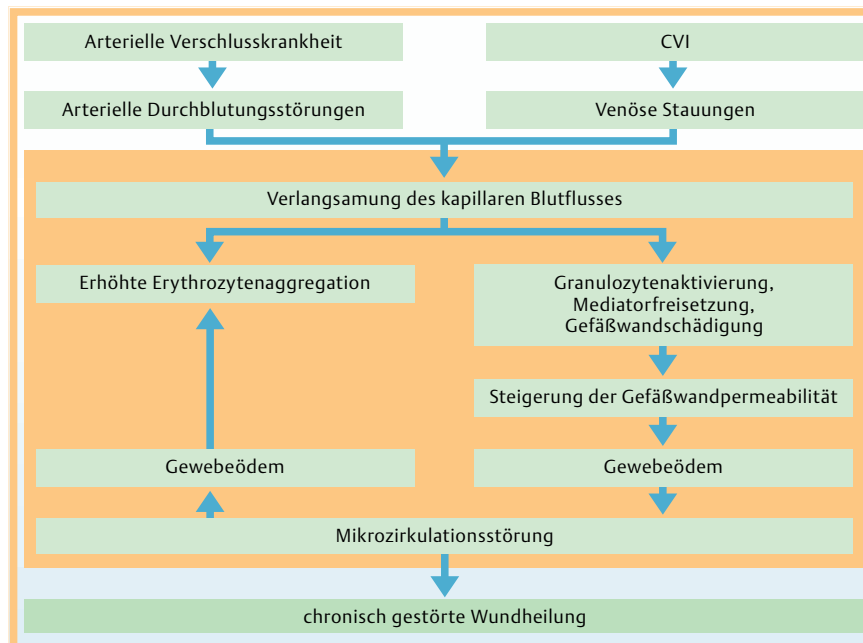 Arterielle Verschlusskrankheit
CVI
Arterielle Durchblutungsstörungen
Venöse Stauungen
Verlangsamung des kapillaren Blutflusses
Erhöhte Erythrozytenaggregation
Granulozytenaktivierung,
Mediatorfreisetzung,
Gefäßwandschädigung
Steigerung der Gefäßwandpermeabilität
Gewebeödem
Gewebeödem
Mikrozirkulationsstörung
chronisch gestörte Wundheilung